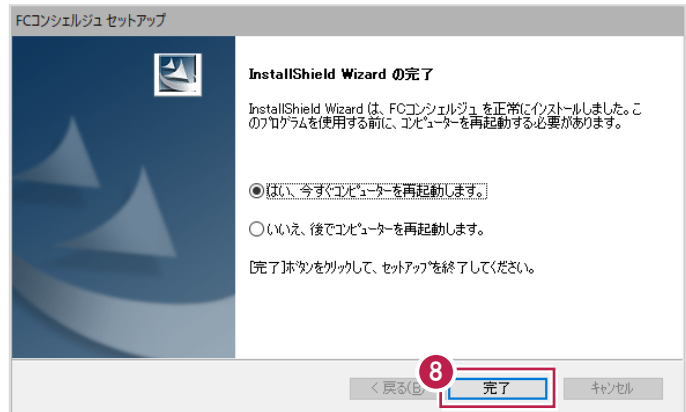 FCコンシェルジュ セットアップ
InstallShield Wizard の完了
InstallShield Wizard は、FCコンシェルジュ を正常にインストールしました。こ
のプログラムを使用する前に、コンピューターを再起動する必要があります。
はい、今すぐコンピューターを再起動します。
いいえ、後でコンピューターを再起動します。
[完了]ボタンをクリックして、セットアップを終了してください。
8
< 戻る(B) 完了 キャンセル